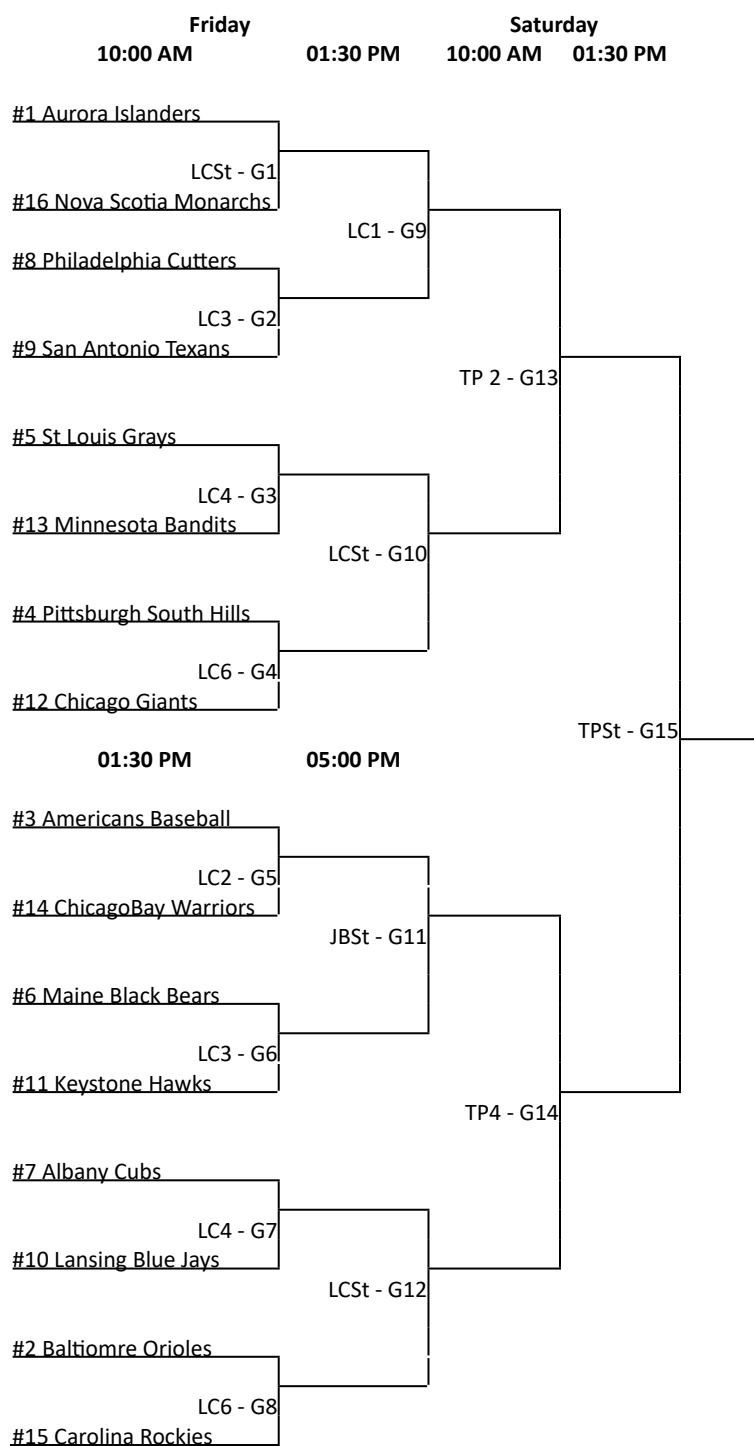 Friday Saturday
10:00 AM 01:30 PM 10:00 AM 01:30 PM
#1 Aurora Islanders
LCSt - G1
#16 Nova Scotia Monarchs
LC1 - G9
#8 Philadelphia Cutters
LC3 - G2
#9 San Antonio Texans
TP 2 - G13
#5 St Louis Grays
LC4 - G3
#13 Minnesota Bandits
LCSt - G10
#4 Pittsburgh South Hills
LC6 - G4
#12 Chicago Giants
TPSt - G15
01:30 PM 05:00 PM
#3 Americans Baseball
LC2 - G5
#14 ChicagoBay Warriors
JBSt - G11
#6 Maine Black Bears
LC3 - G6
#11 Keystone Hawks
TP4 - G14
#7 Albany Cubs
LC4 - G7
#10 Lansing Blue Jays
LCSt - G12
#2 Baltiomre Orioles
LC6 - G8
#15 Carolina Rockies